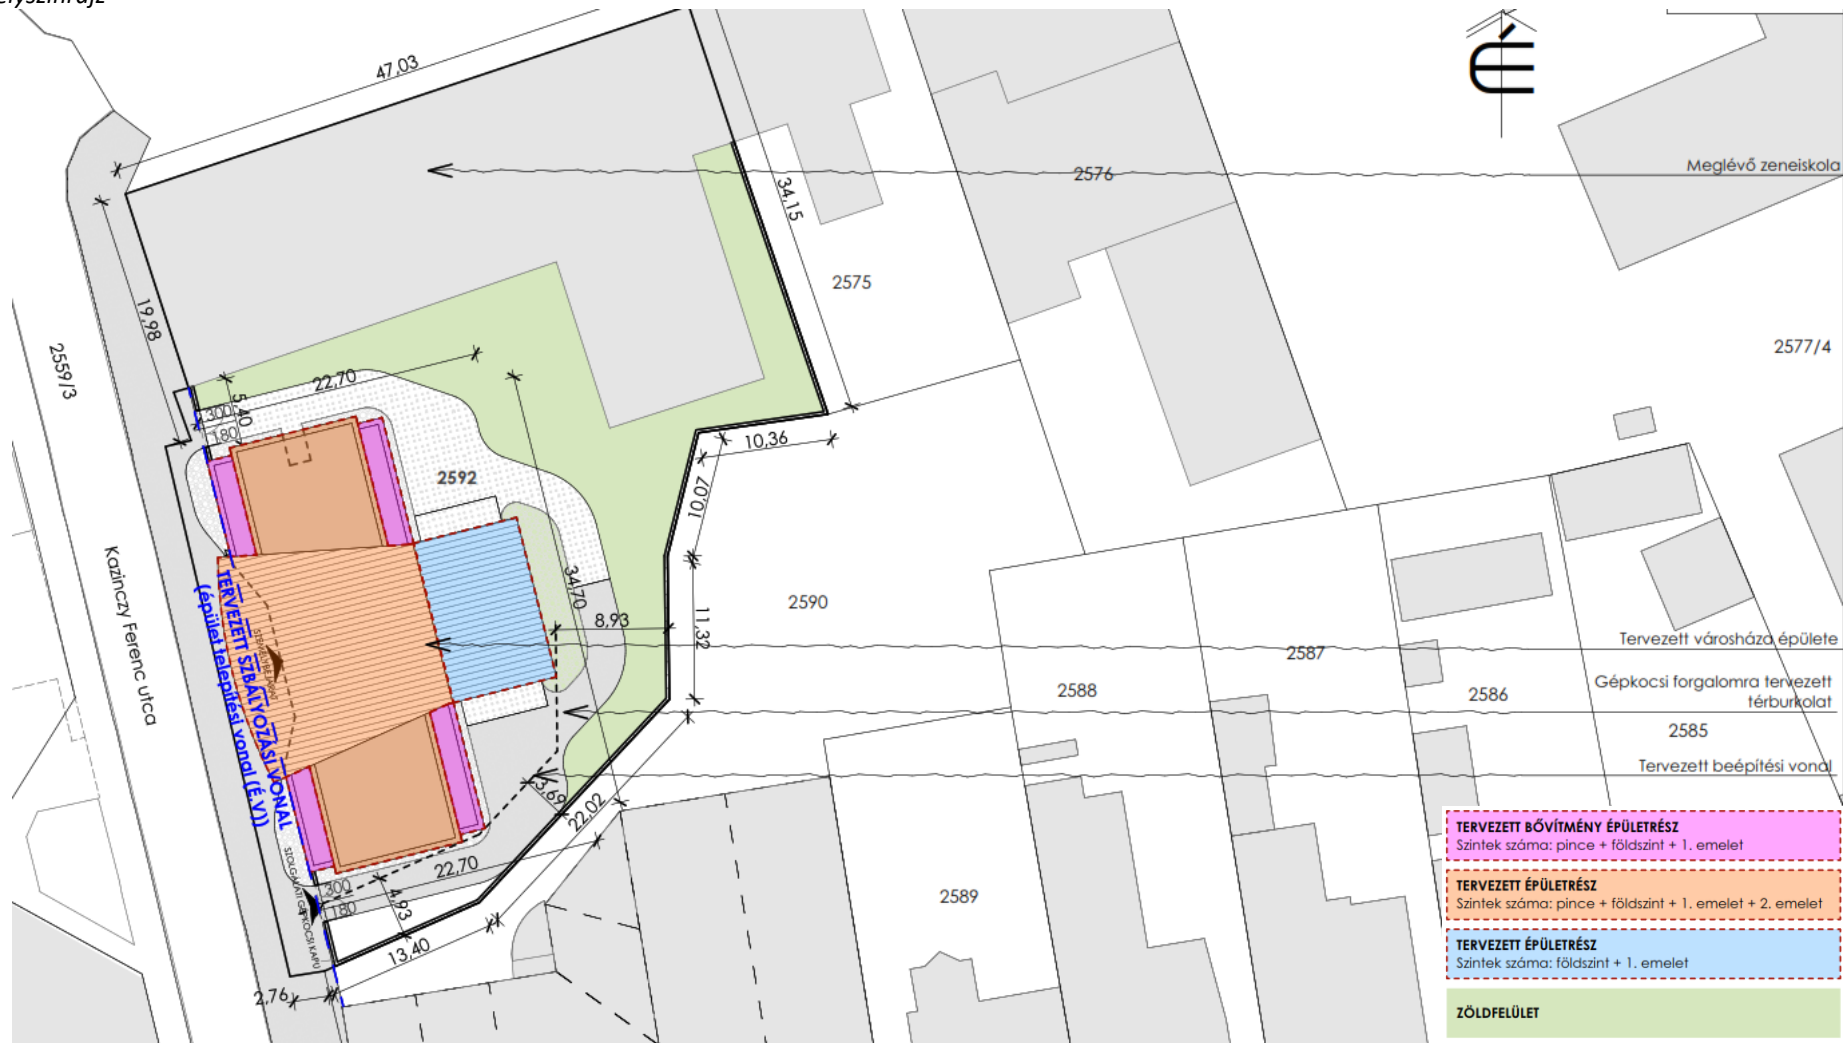 47,03
É
Meglévő zeneiskola
2576
34,15
2575
19,98
2577/4
2559/3
22,70
5,40
300
180
10,36
2592
10,07
34,70
8,93
11,32
2590
Kazinczy Ferenc utca
TERVEZETT SZBÁLYOZÁSI VONAL
(épület telepítési vonal (É.V))
SZEMÉLYBEJÁRAT
Tervezett városháza épülete
2587
2588
2586
Gépkocsi forgalomra tervezett
térburkolat
2585
Tervezett beépítési vonal
3,69
22,02
22,70
SZOLGÁLATI GÉPKOCSI KAPU
300
180
4,93
13,40
2,76
2589
TERVEZETT BŐVÍTMÉNY ÉPÜLETRÉSZ
Szintek száma: pince + földszint + 1. emelet
TERVEZETT ÉPÜLETRÉSZ
Szintek száma: pince + földszint + 1. emelet + 2. emelet
TERVEZETT ÉPÜLETRÉSZ
Szintek száma: földszint + 1. emelet
ZÖLDFELÜLET